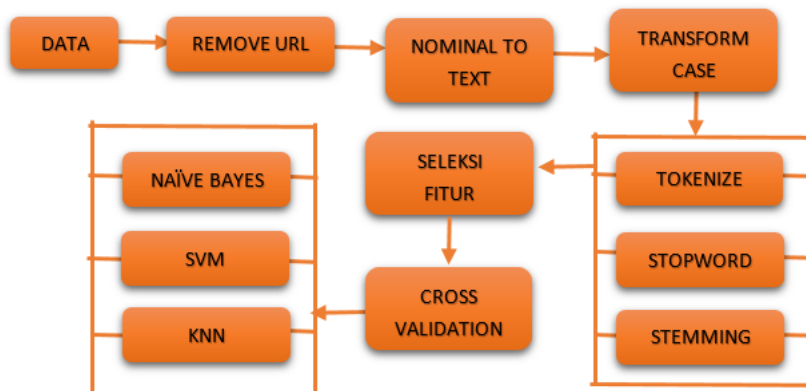 DATA
REMOVE URL
NOMINAL TO
TEXT
TRANSFORM
CASE
TOKENIZE
STOPWORD
STEMMING
SELEKSI
FITUR
CROSS
VALIDATION
NAÏVE BAYES
SVM
KNN